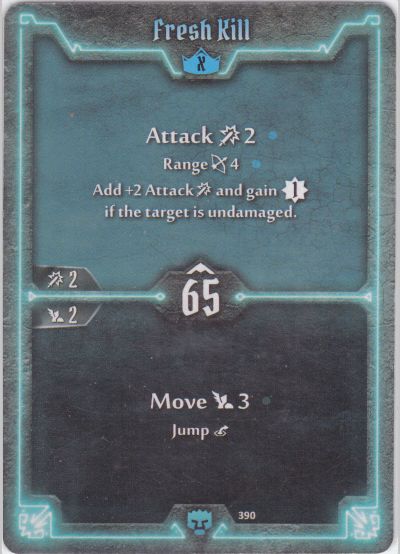 Fresh Kill
X
Attack 2
Range 4
Add +2 Attack and gain 1
if the target is undamaged.
2
65
2
Move 3
Jump
390